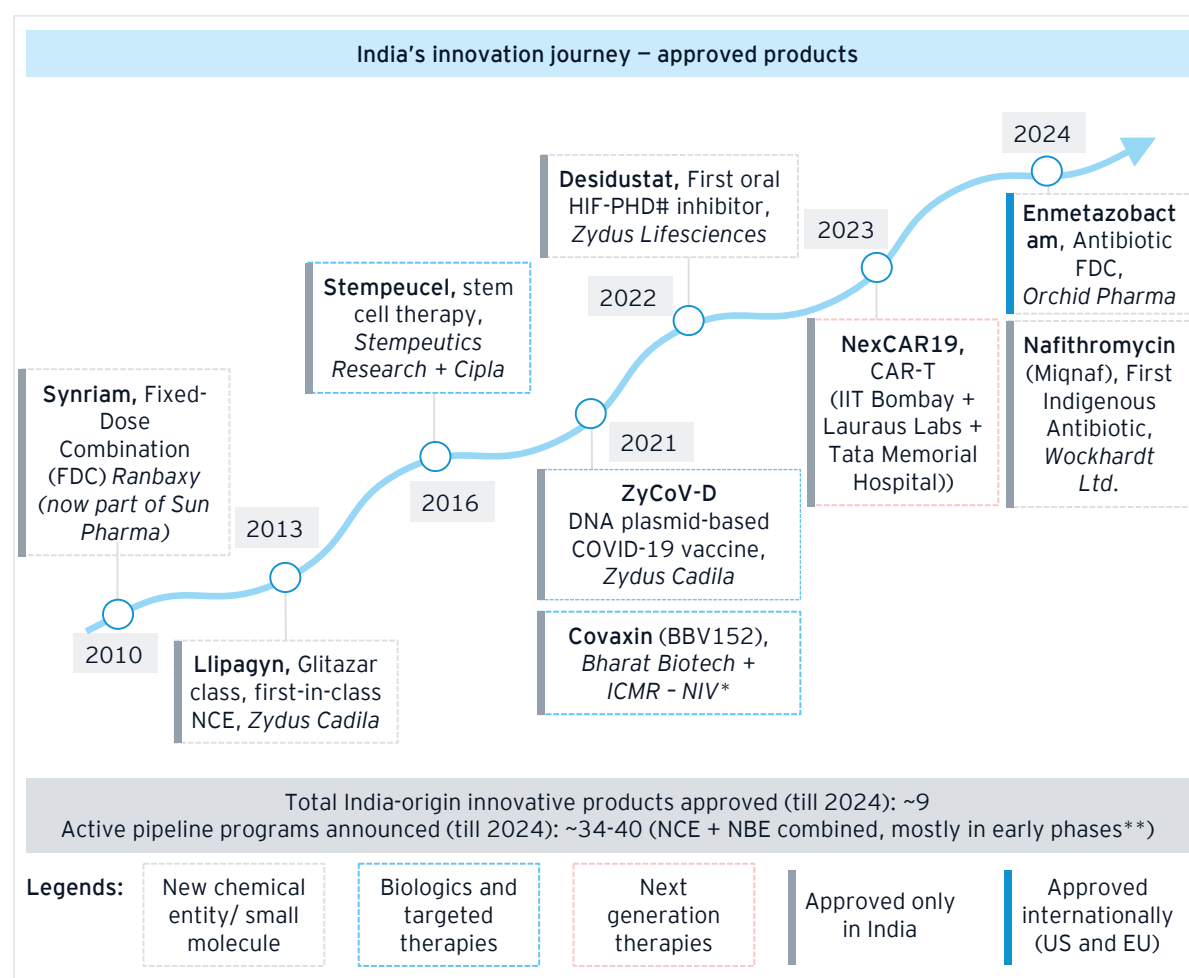 India's innovation journey – approved products
2024
Enmetazobact
am, Antibiotic
FDC,
Orchid Pharma
Nafithromycin
(Miqnaf), First
Indigenous
Antibiotic,
Wockhardt
Ltd.
2023
NexCAR19,
CAR-T
(IIT Bombay +
Lauraus Labs +
Tata Memorial
Hospital))
Desidustat, First oral
HIF-PHD# inhibitor,
Zydus Lifesciences
2022
Stempeucel, stem
cell therapy,
Stempeutics
Research + Cipla
2016
2021
ZyCoV-D
DNA plasmid-based
COVID-19 vaccine,
Zydus Cadila
Covaxin (BBV152),
Bharat Biotech +
ICMR – NIV*
Synriam, Fixed-
Dose
Combination
(FDC) Ranbaxy
(now part of Sun
Pharma)
2010
2013
Llipagyn, Glitazar
class, first-in-class
NCE, Zydus Cadila
Total India-origin innovative products approved (till 2024): ~9
Active pipeline programs announced (till 2024): ~34-40 (NCE + NBE combined, mostly in early phases**)
Legends:
New chemical
entity/ small
molecule
Biologics and
targeted
therapies
Next
generation
therapies
Approved only
in India
Approved
internationally
(US and EU)